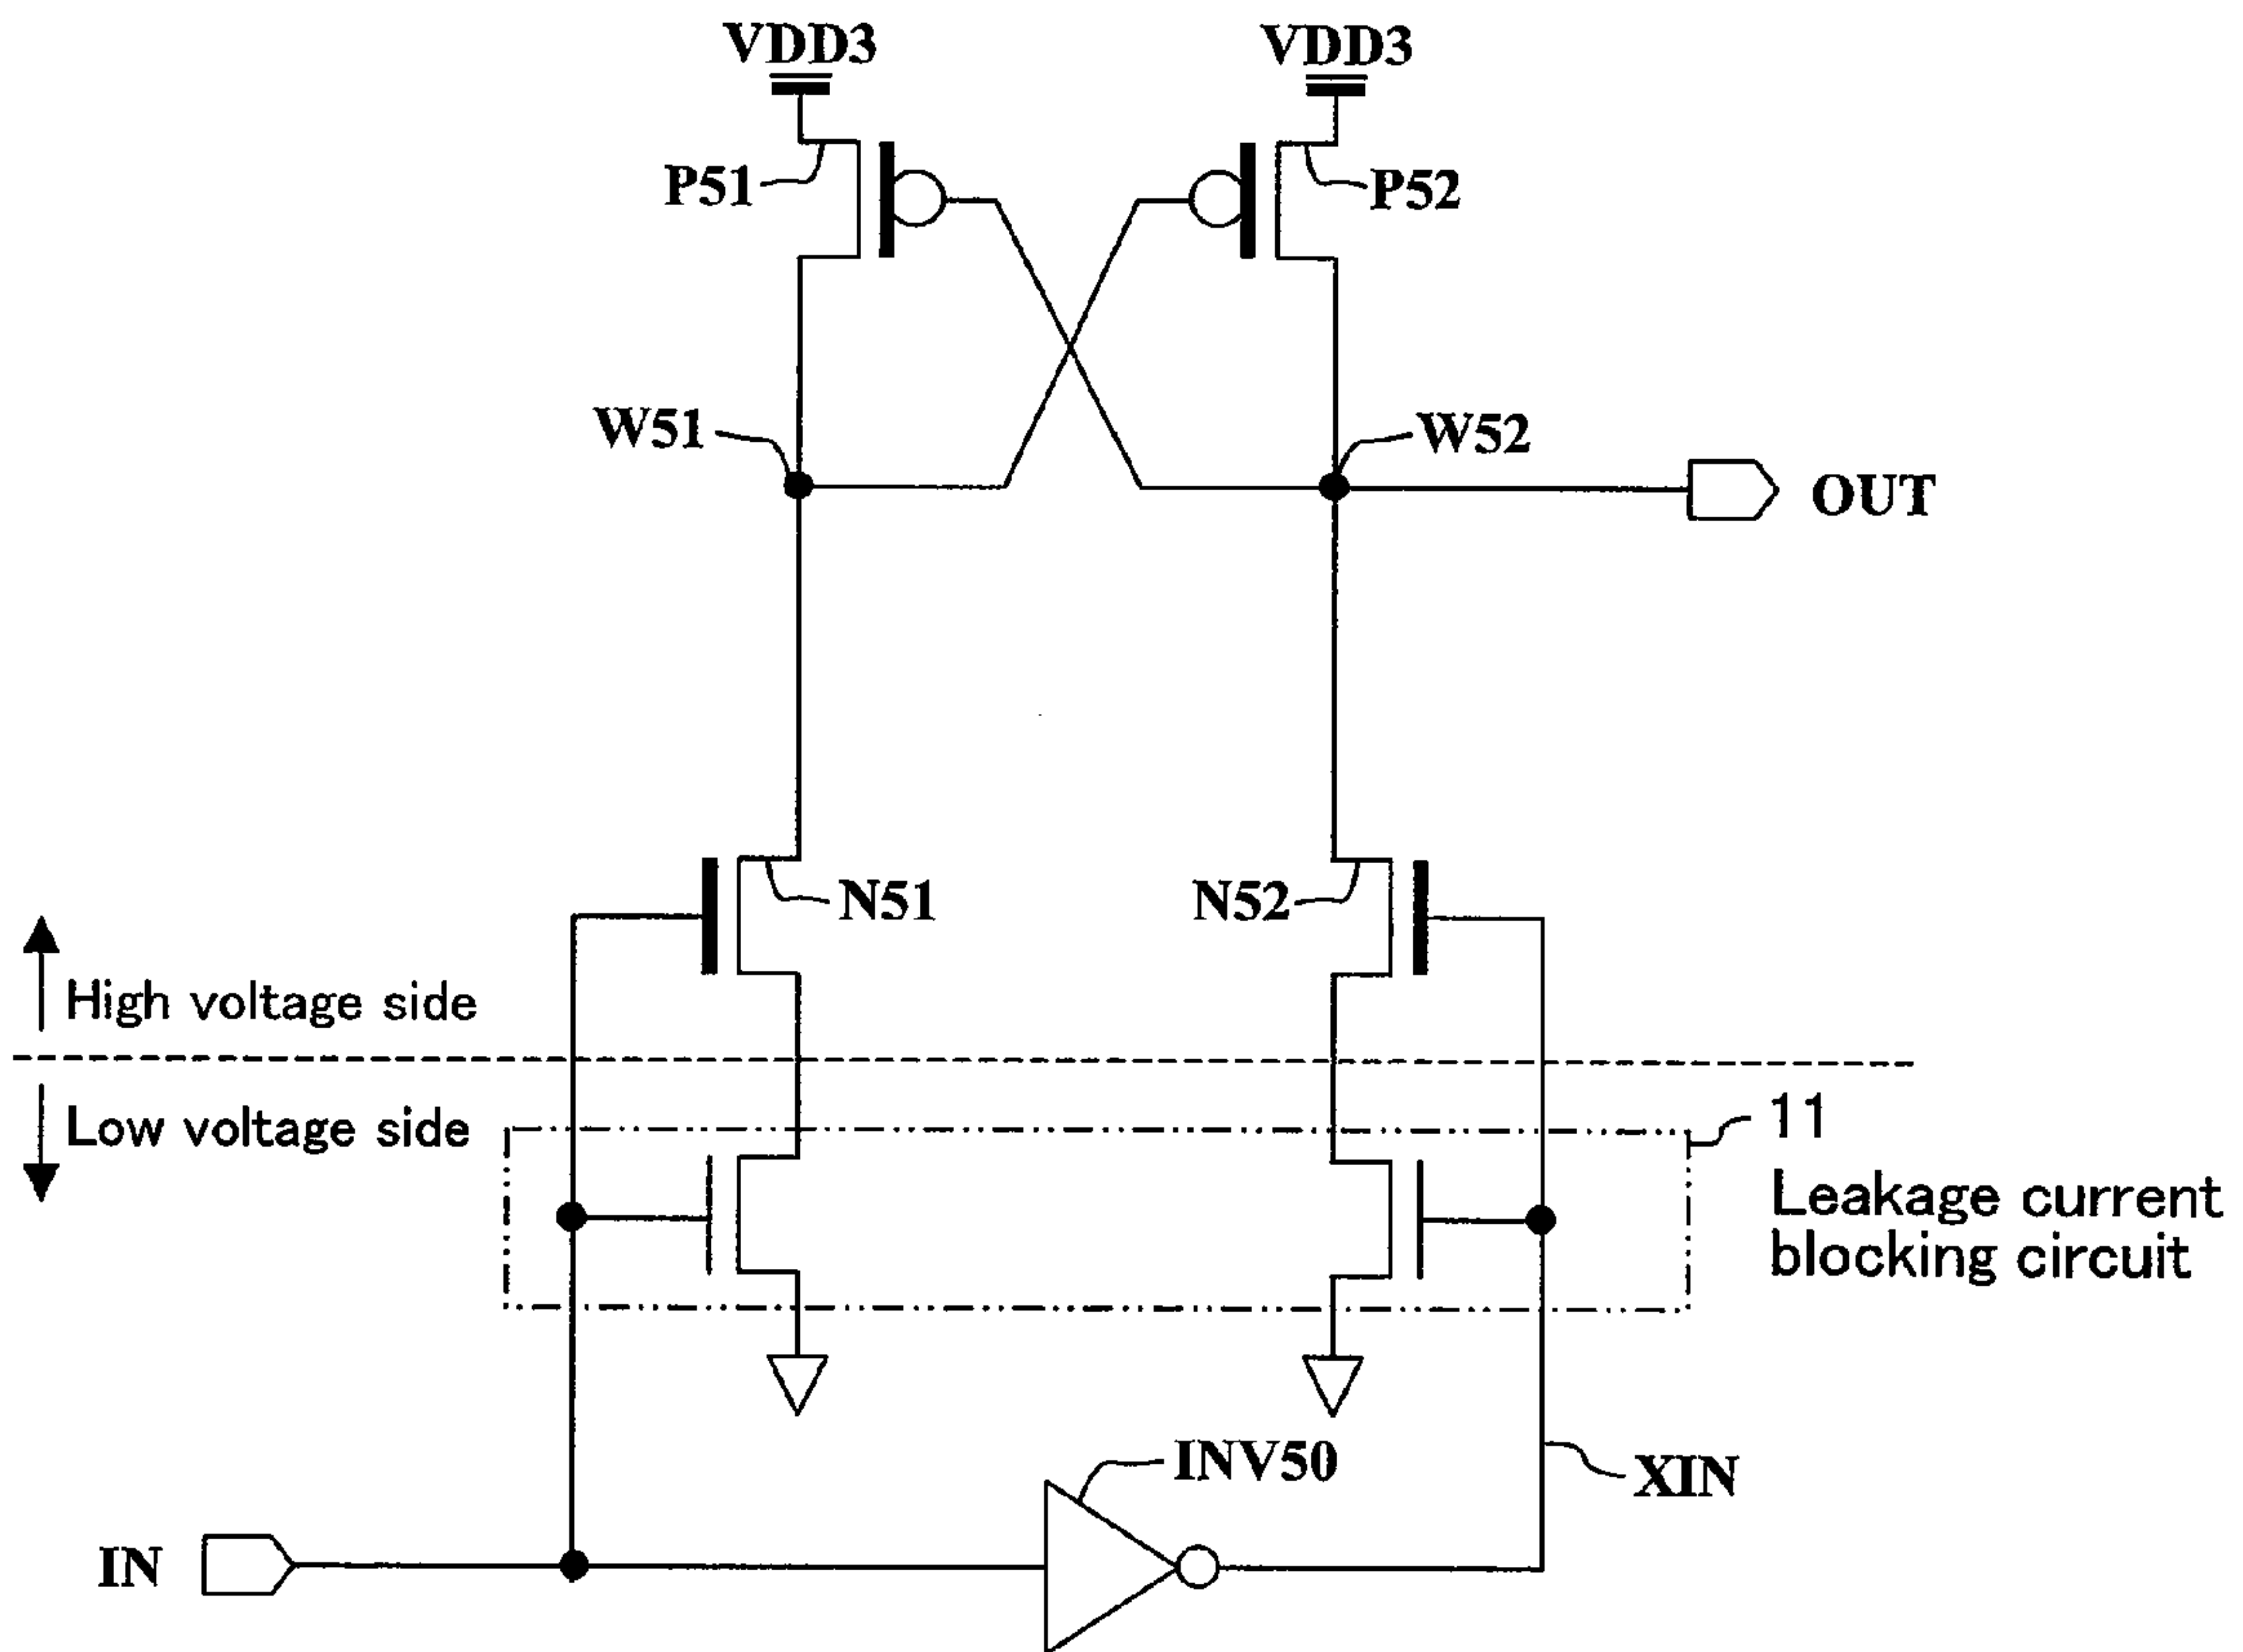 VDD3
VDD3
P51
P52
W51
W52
OUT
N51
N52
High voltage side
Low voltage side
11
Leakage current
blocking circuit
INV50
XIN
IN